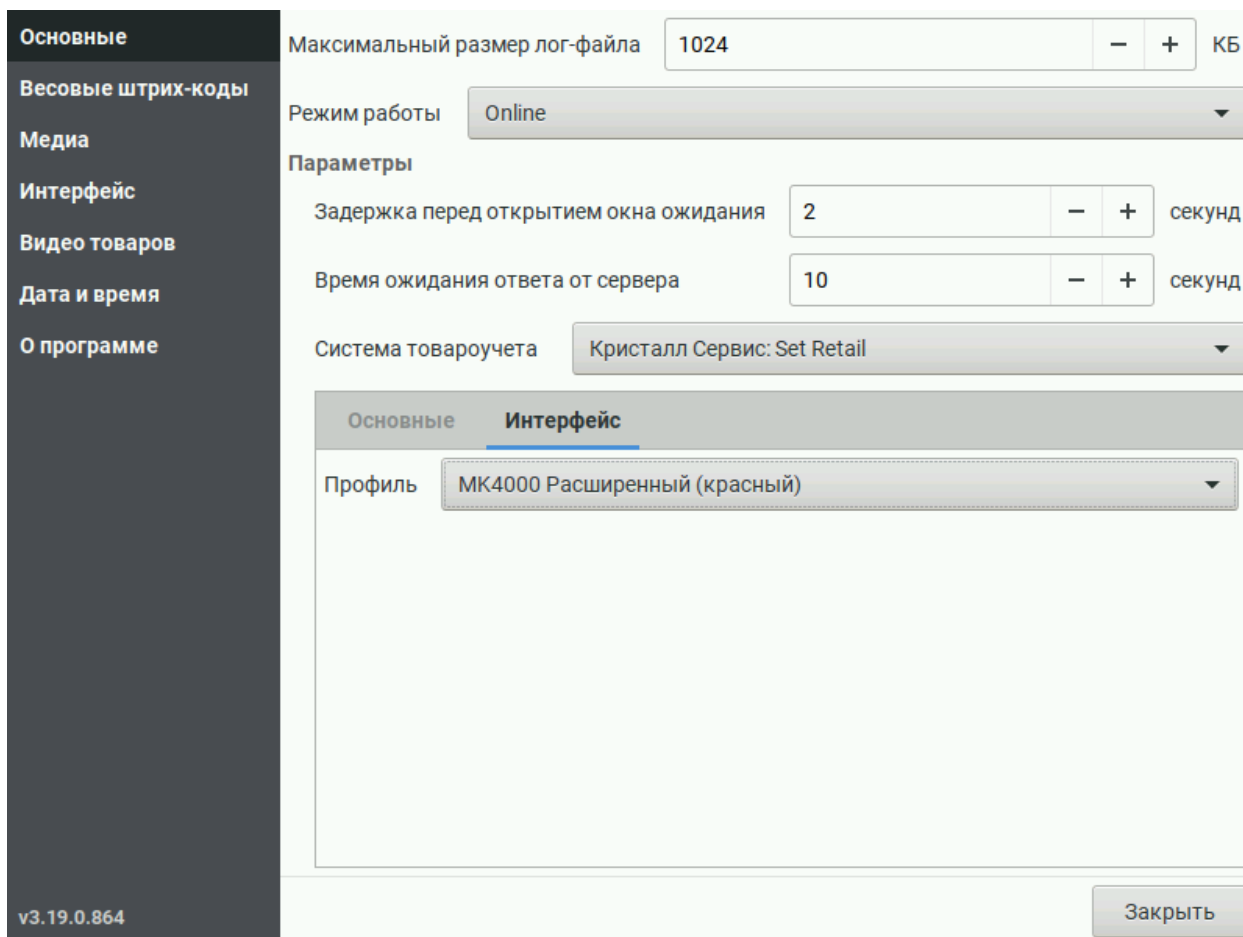 Основные
Весовые штрих-коды
Медиа
Интерфейс
Видео товаров
Дата и время
О программе
v3.19.0.864
Максимальный размер лог-файла 1024 − + КБ
Режим работы Online
Параметры
Задержка перед открытием окна ожидания 2 − + секунд
Время ожидания ответа от сервера 10 − + секунд
Система товароучета Кристалл Сервис: Set Retail
Основные Интерфейс
Профиль МК4000 Расширенный (красный)
Закрыть